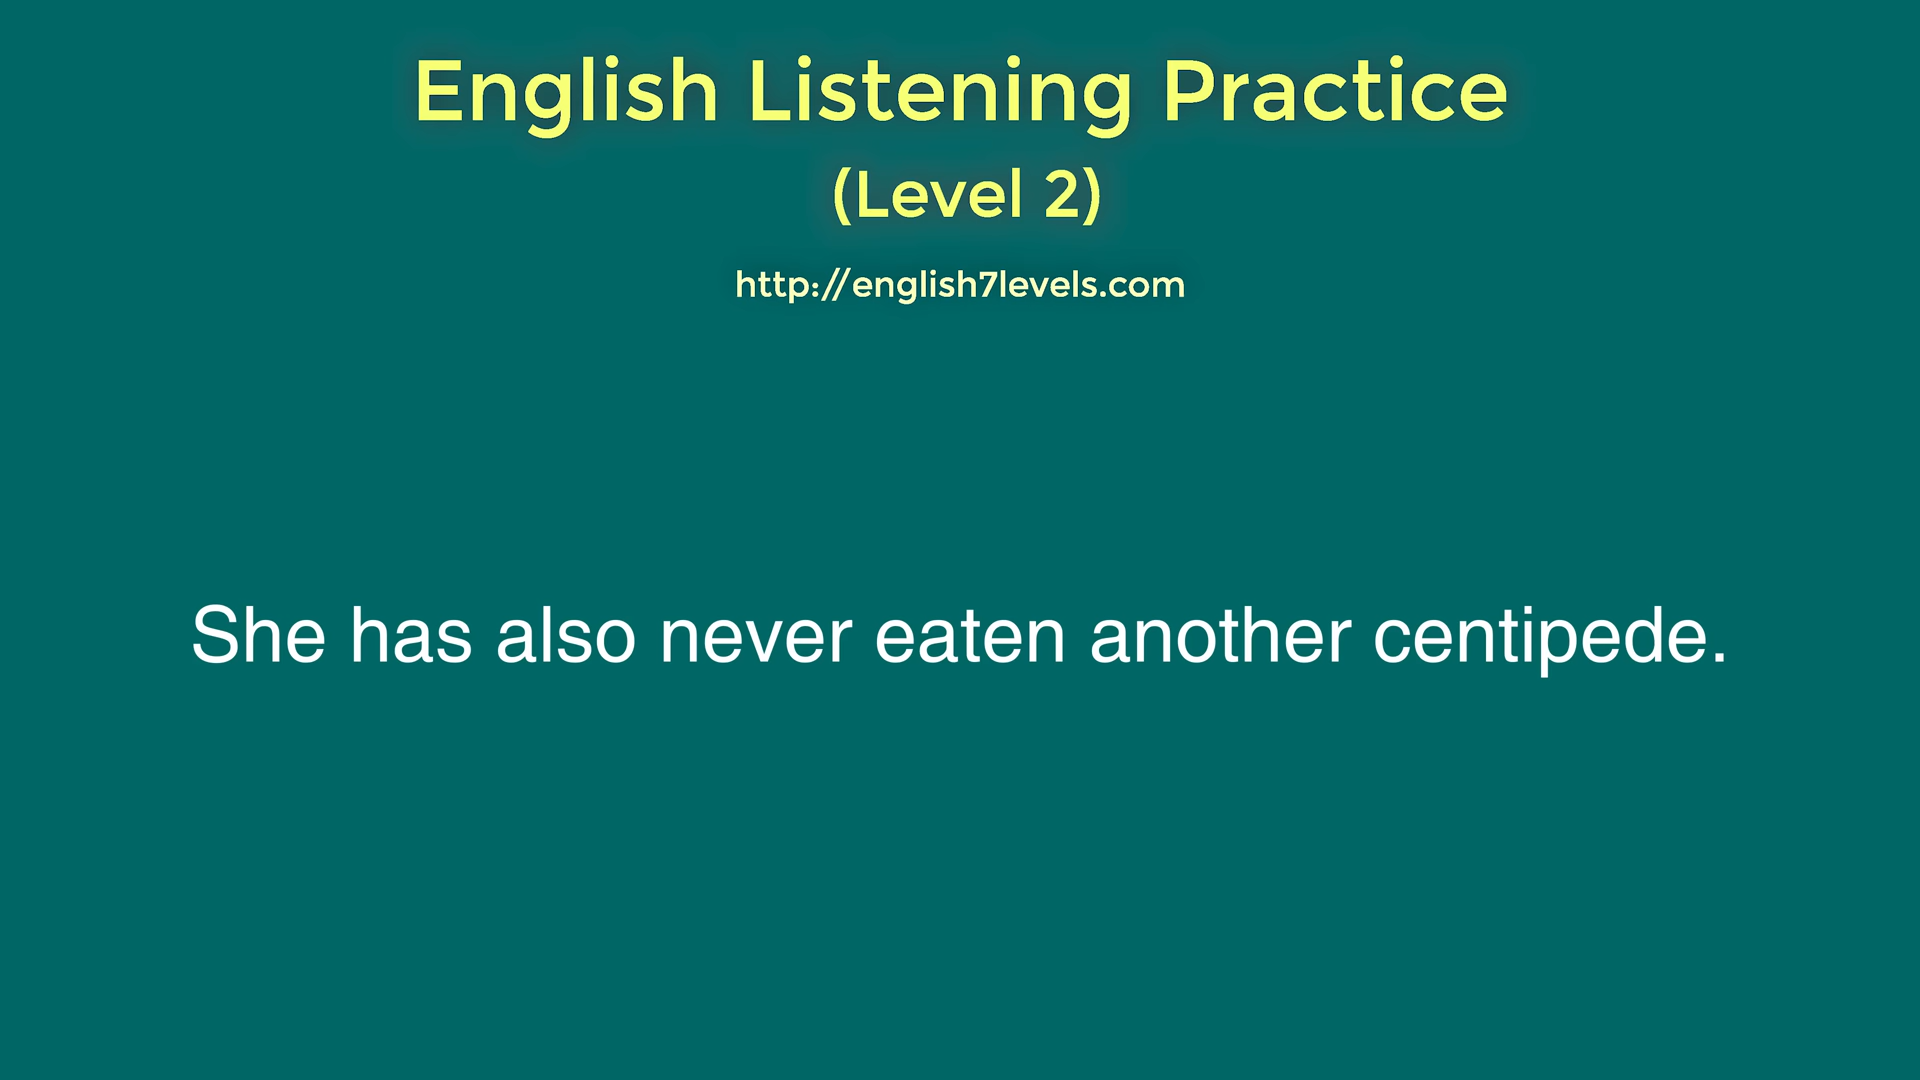 English Listening Practice
(Level 2)
http://english7levels.com
She has also never eaten another centipede.